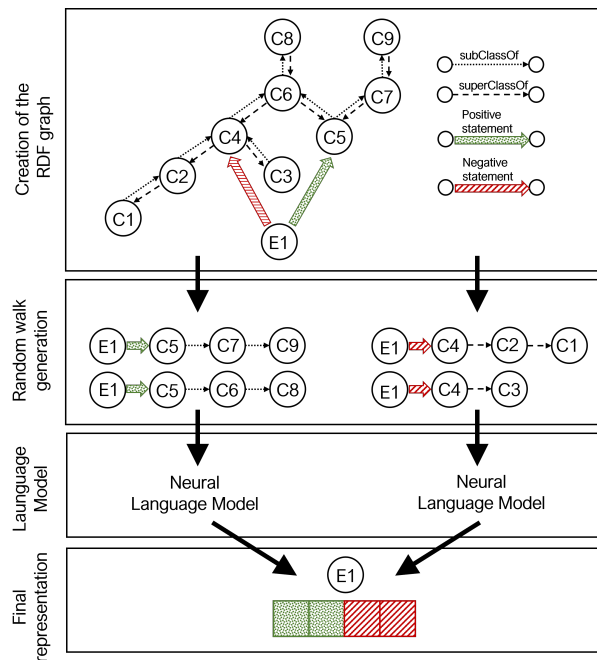 Creation of the
RDF graph
C8
C9
C6
C7
C4
C5
C2
C3
C1
E1
subClassOf
superClassOf
Positive
statement
Negative
statement
Random walk
generation
E1 C5 C7 C9
E1 C5 C6 C8
E1 C4 C2 C1
E1 C4 C3
Launguage
Model
Neural
Language Model
Neural
Language Model
Final
representation
E1